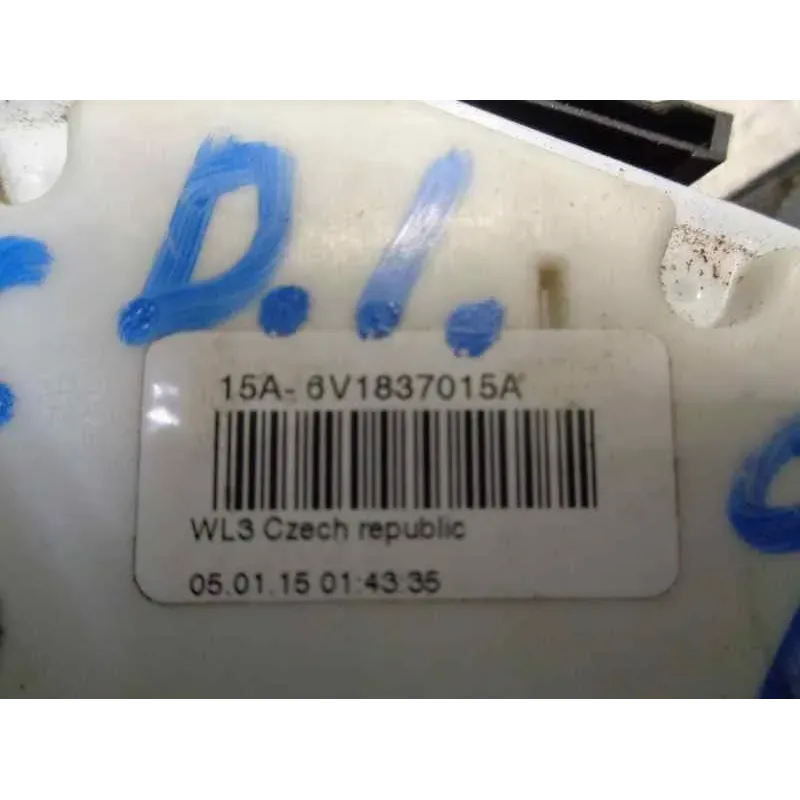 .D.I.
15A- 6V1837015A
WL3 Czech republic
05.01.15 01:43:35